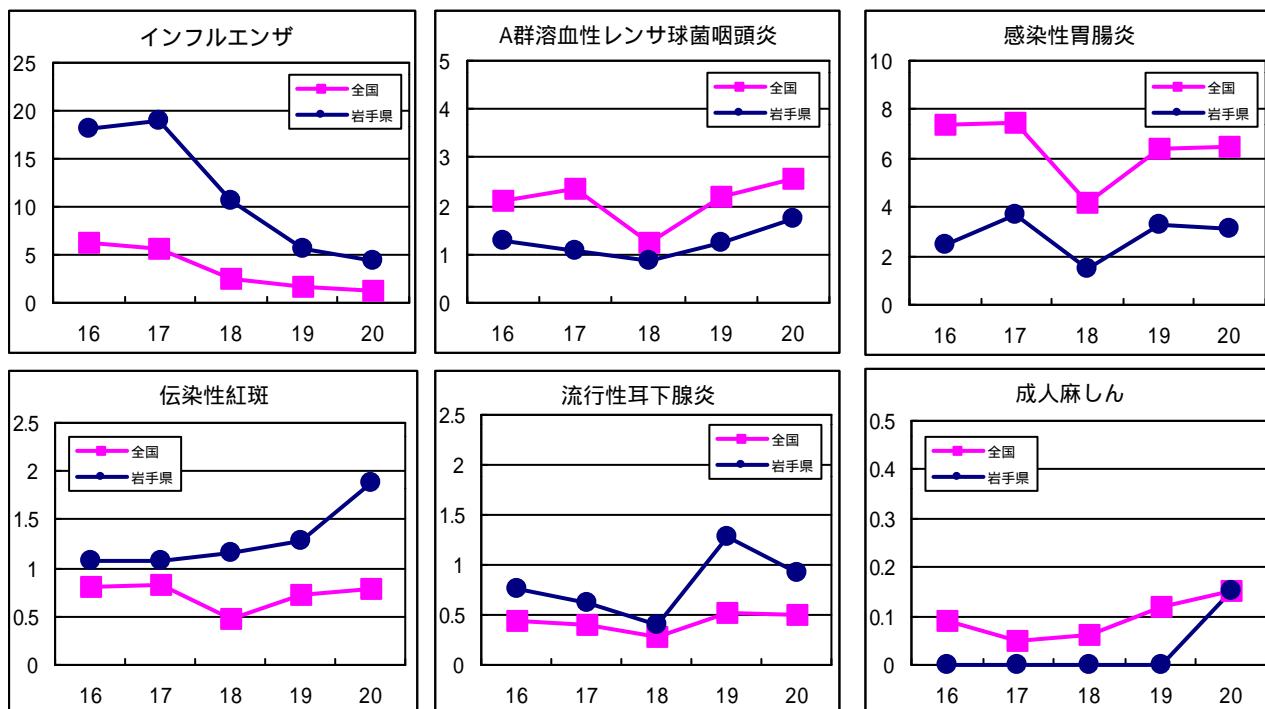 インフルエンザ
25
20
15
10
5
0
全国
岩手県
16 17 18 19 20
A群溶血性レンサ球菌咽頭炎
5
4
3
2
1
0
全国
岩手県
16 17 18 19 20
感染性胃腸炎
10
8
6
4
2
0
全国
岩手県
16 17 18 19 20
伝染性紅斑
2.5
2
1.5
1
0.5
0
全国
岩手県
16 17 18 19 20
流行性耳下腺炎
2.5
2
1.5
1
0.5
0
全国
岩手県
16 17 18 19 20
成人麻しん
0.5
0.4
0.3
0.2
0.1
0
全国
岩手県
16 17 18 19 20